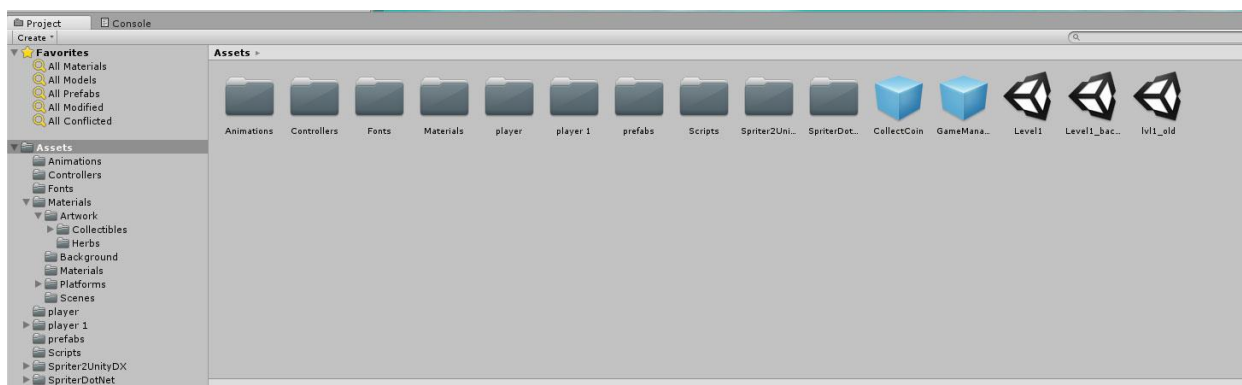 Project
Console
Create
Favorites
All Materials
All Models
All Prefabs
All Modified
All Conflicted
Assets
Animations
Controllers
Fonts
Materials
Artwork
Collectibles
Herbs
Background
Materials
Platforms
Scenes
player
player 1
prefabs
Scripts
Spriter2UnityDX
SpriterDotNet
Assets
Animations Controllers Fonts Materials player player 1 prefabs Scripts Spriter2Uni... SpriterDot... CollectCoin GameMana... Level1 Level1_bac... lvl1_old